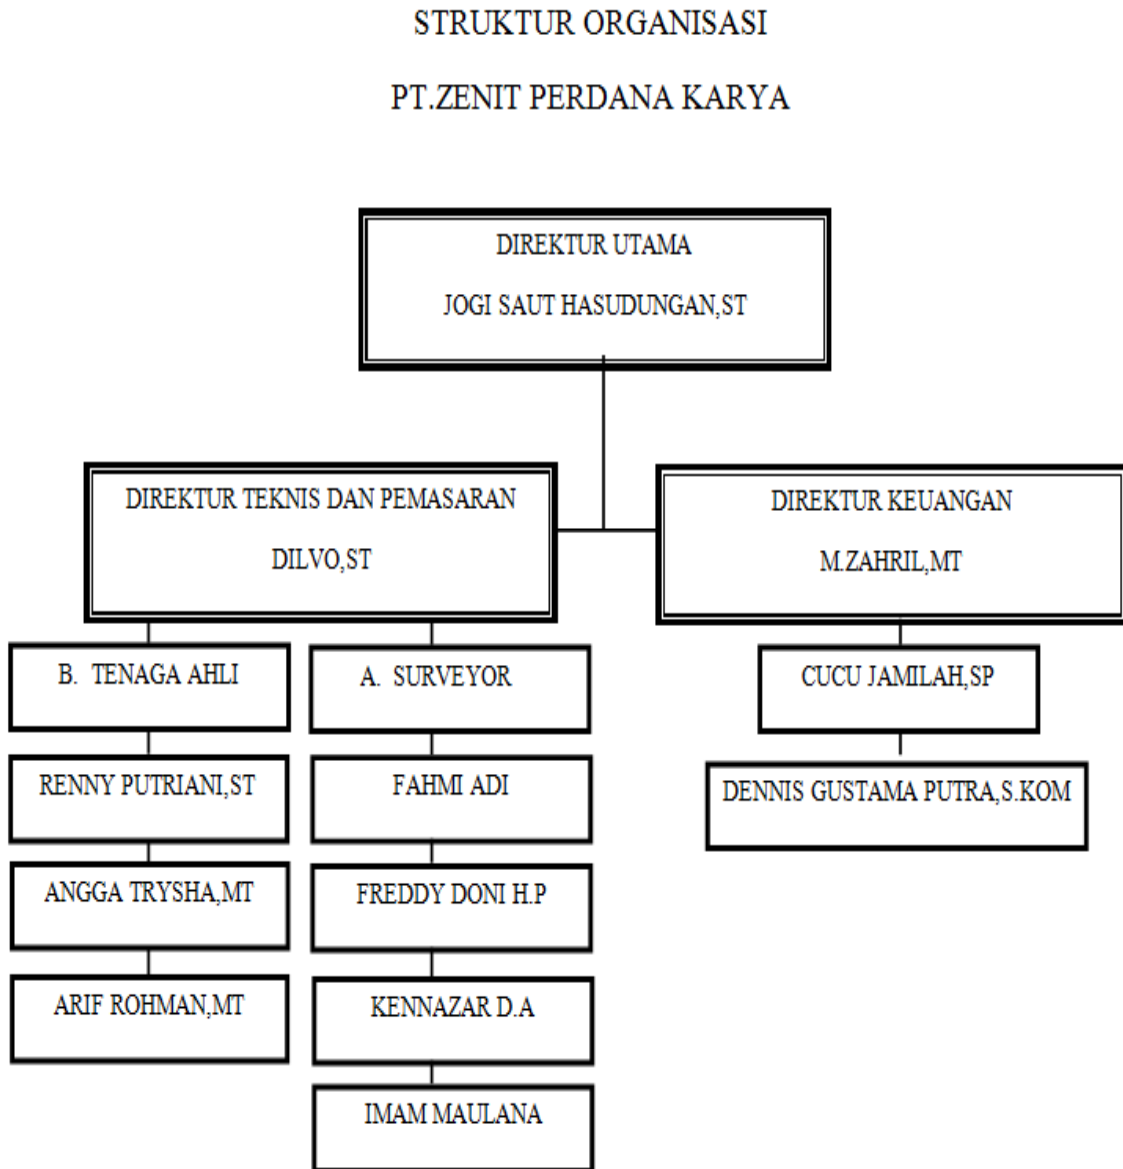 STRUKTUR ORGANISASI
PT.ZENIT PERDANA KARYA
DIREKTUR UTAMA
JOGI SAUT HASUDUNGAN,ST
DIREKTUR TEKNIS DAN PEMASARAN
DILVO,ST
DIREKTUR KEUANGAN
M.ZAHRIL,MT
B. TENAGA AHLI
RENNY PUTRIANI,ST
ANGGA TRYSHA,MT
ARIF ROHMAN,MT
A. SURVEYOR
FAHMI ADI
FREDDY DONI H.P
KENNAZAR D.A
IMAM MAULANA
CUCU JAMILAH,SP
DENNIS GUSTAMA PUTRA,S.KOM